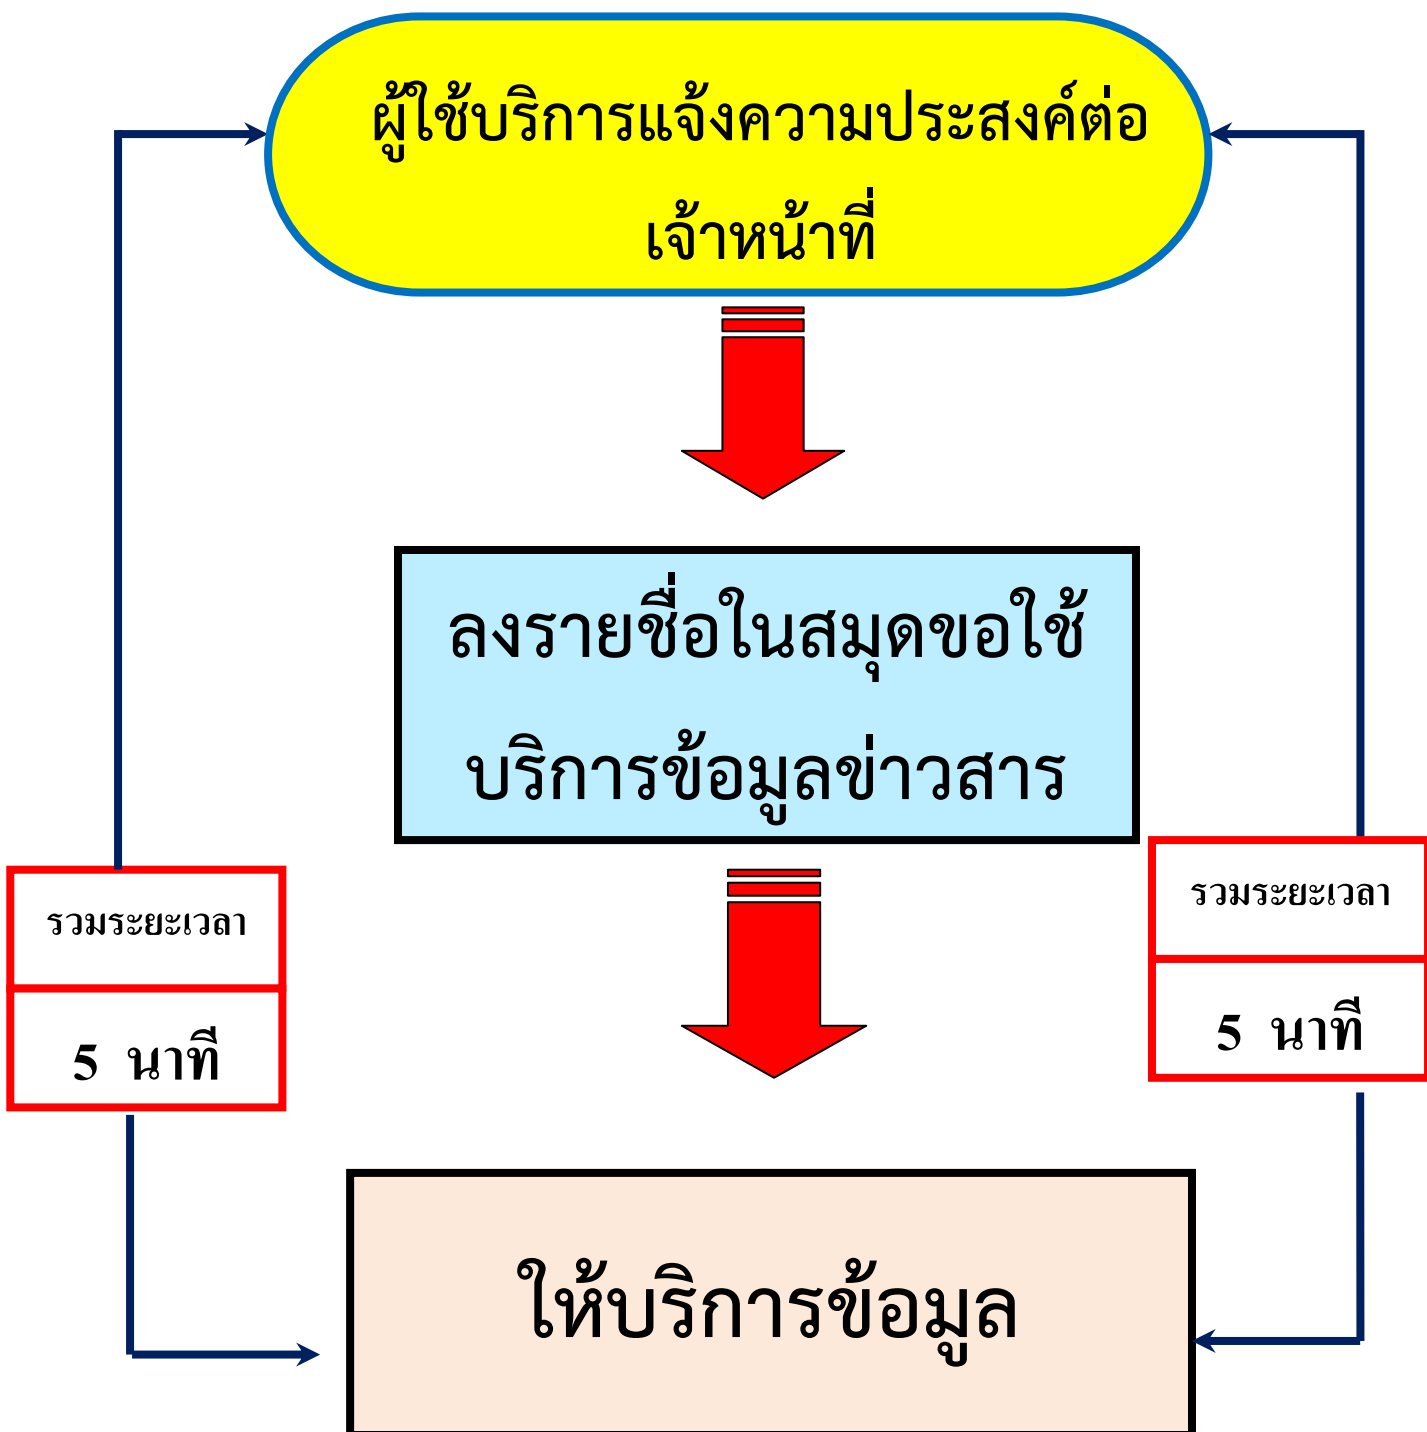 ผู้ใช้บริการแจ้งความประสงค์ต่อ
เจ้าหน้าที่
ลงรายชื่อในสมุดขอใช้
บริการข้อมูลข่าวสาร
รวมระยะเวลา
5 นาที
รวมระยะเวลา
5 นาที
ให้บริการข้อมูล